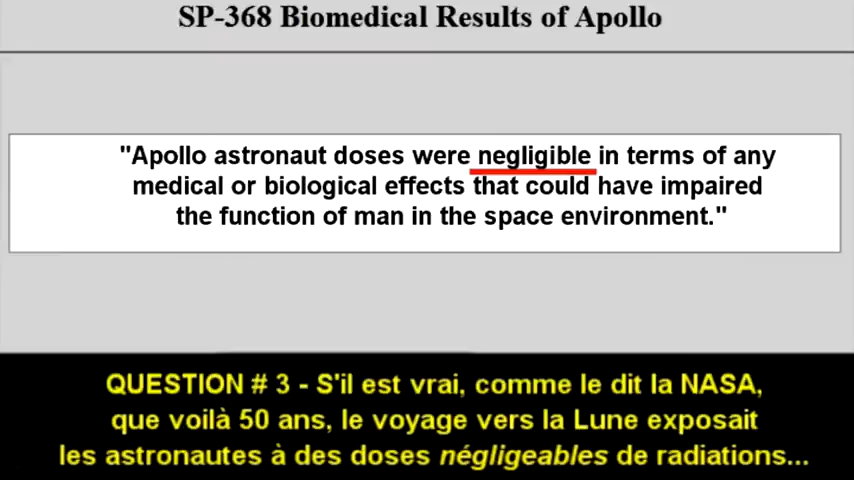 SP-368 Biomedical Results of Apollo
"Apollo astronaut doses were negligible in terms of any
medical or biological effects that could have impaired
the function of man in the space environment."
QUESTION # 3 - S'il est vrai, comme le dit la NASA,
que voilà 50 ans, le voyage vers la Lune exposait
les astronautes à des doses négligeables de radiations...